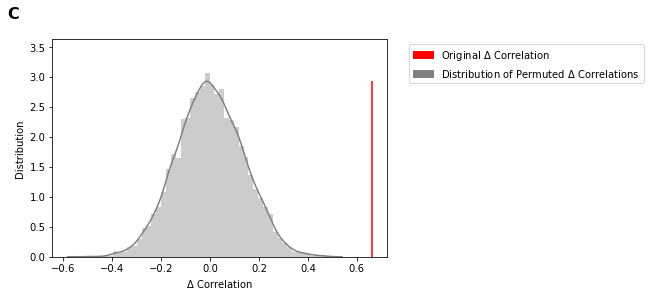 C
3.5
3.0
2.5
2.0
1.5
1.0
0.5
0.0
Distribution
−0.6 −0.4 −0.2 0.0 0.2 0.4 0.6
Δ Correlation
Original Δ Correlation
Distribution of Permuted Δ Correlations